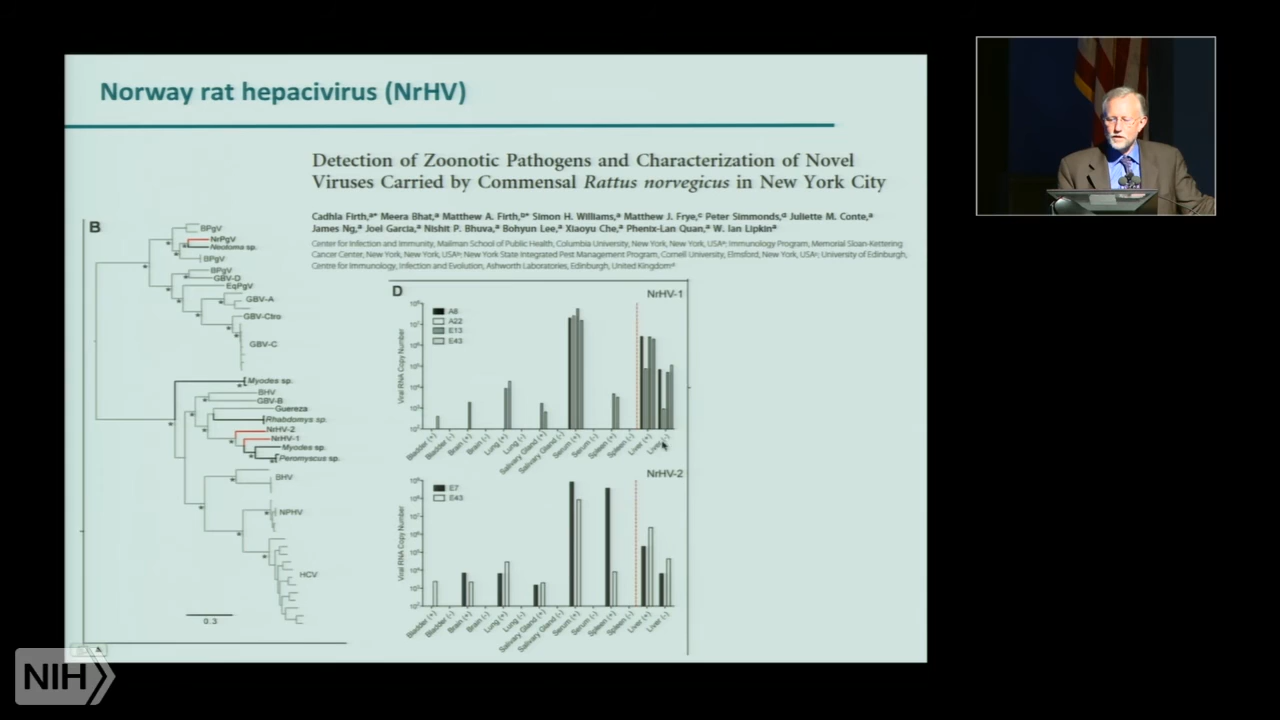 Norway rat hepacivirus (NrHV)
Detection of Zoonotic Pathogens and Characterization of Novel
Viruses Carried by Commensal Rattus norvegicus in New York City
Cadhla Firth,a* Meera Bhat,a Matthew A. Firth,b* Simon H. Williams,a Matthew J. Frye,c Peter Simmonds,d Juliette M. Conte,a
James Ng,a Joel Garcia,a Nishit P. Bhuva,a Bohyun Lee,a Xiaoyu Che,a Phenix-Lan Quan,a W. Ian Lipkina
Center for Infection and Immunity, Mailman School of Public Health, Columbia University, New York, New York, USAa; Immunology Program, Memorial Sloan-Kettering
Cancer Center, New York, New York, USAb; New York State Integrated Pest Management Program, Cornell University, Elmsford, New York, USAc; University of Edinburgh,
Centre for Immunology, Infection and Evolution, Ashworth Laboratories, Edinburgh, United Kingdomd
B
BPgV
NrPgV
Neotoma sp.
BPgV
BPgV
GBV-D
EqPgV
GBV-A
GBV-Ctro
GBV-C
Myodes sp.
BHV
GBV-B
Guereza
Rhabdomys sp.
NrHV-2
NrHV-1
Myodes sp.
Peromyscus sp.
BHV
NPHV
HCV
0.3
D
NrHV-1
A8
A22
E13
E43
Viral RNA Copy Number
Bladder (+)
Bladder (-)
Brain (+)
Brain (-)
Lung (+)
Lung (-)
Salivary Gland (+)
Salivary Gland (-)
Serum (+)
Serum (-)
Spleen (+)
Spleen (-)
Liver (+)
Liver (-)
NrHV-2
E7
E43
Viral RNA Copy Number
Bladder (+)
Bladder (-)
Brain (+)
Brain (-)
Lung (+)
Lung (-)
Salivary Gland (+)
Salivary Gland (-)
Serum (+)
Serum (-)
Spleen (+)
Spleen (-)
Liver (+)
Liver (-)
NIH